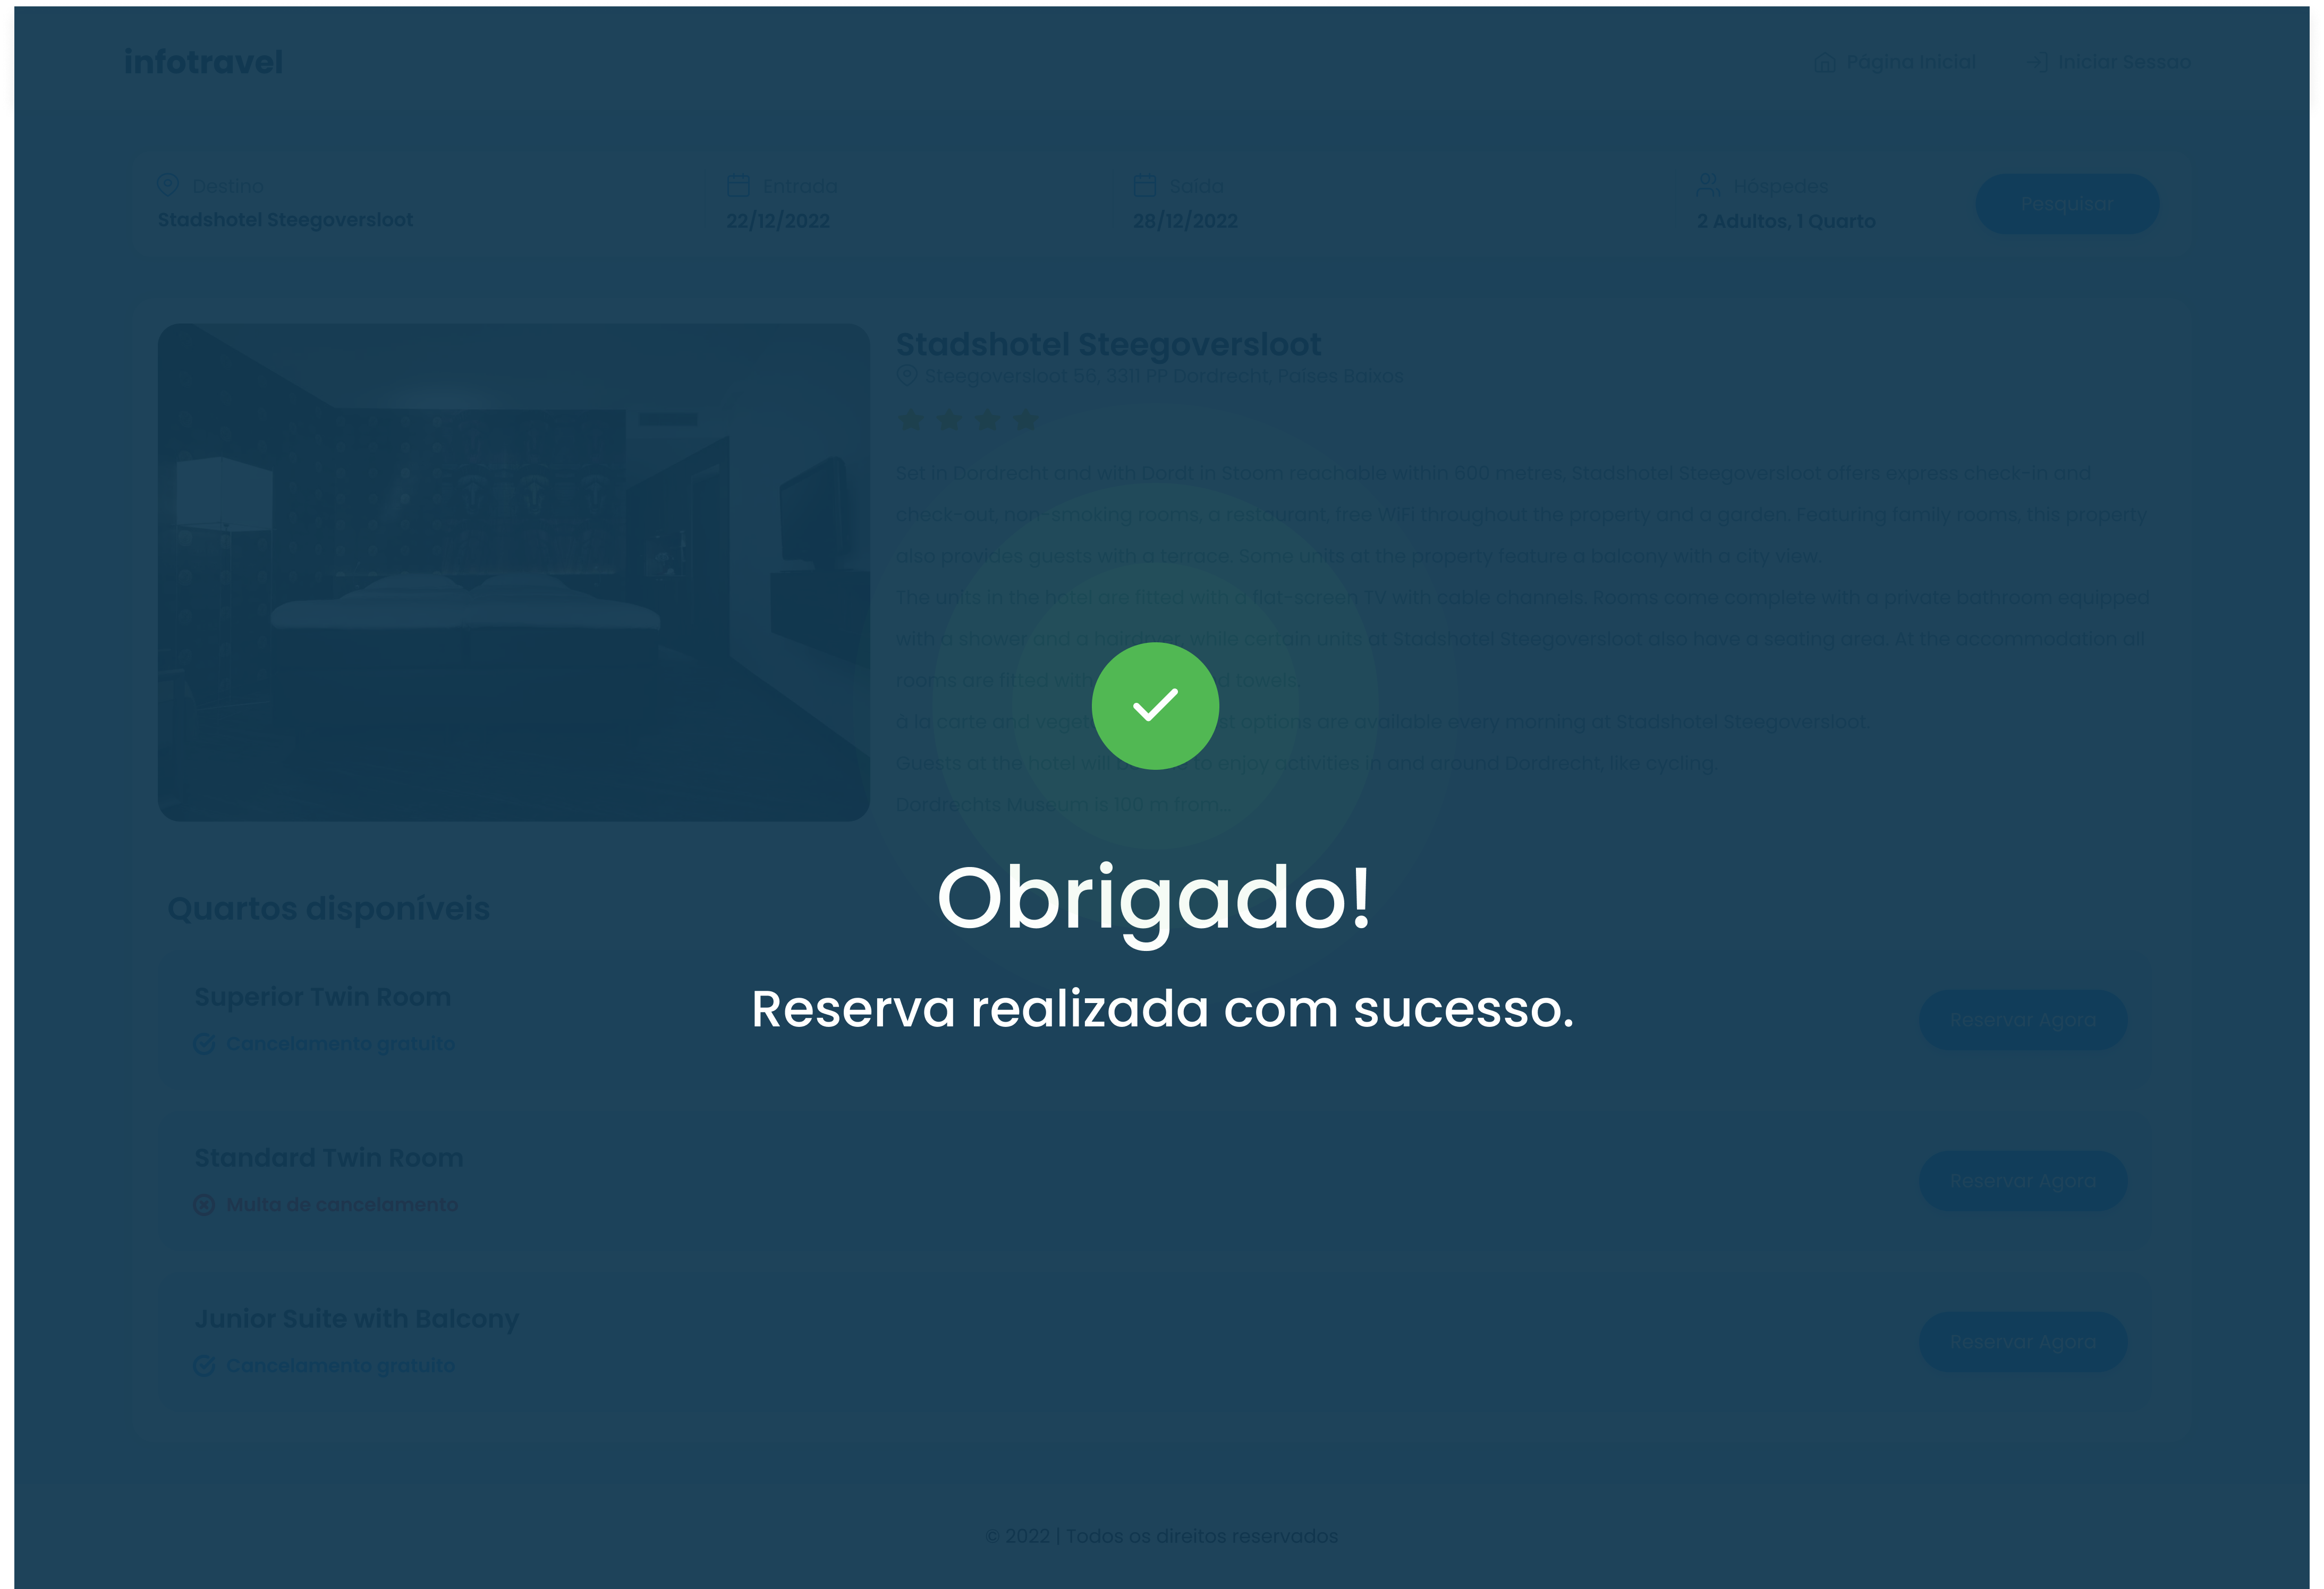 infotravel
Página Inicial
Iniciar Sessao
Destino
Entrada
Saída
Hóspedes
Pesquisar
Stadshotel Steegoversloot
22/12/2022
28/12/2022
2 Adultos, 1 Quarto
Stadshotel Steegoversloot
Steegoversloot 56, 3311 PP Dordrecht. Países Baixos
Set in Dordrecht and with Dordt in Stoom reachable within 800 metres, Stadshotel Steegoversloot offers express check-in and
check-out, non-smoking rooms, a restaurant, free WiFi throughout the property and a garden. Featuring family rooms, this property
also provides guests with a terrace. Some units at the property feature a balcony with a city view.
The units in the hotel are fitted with a flat-screen TV with cable channels. Rooms come complete with a private bathroom equipped
with a shower and a hairdryer, while certain units at Stadshotel Steegoversloot also have a seating area. At the accommodation all
rooms are fitted with towels.
à la carte and options are available every morning at Stadshotel Steegoversloot.
Guests at the hotel will to enjoy activities in and around Dordrecht, like cycling.
Dordrechts Museum is 100 m from...
Obrigado!
Reserva realizada com sucesso.
Quartos disponíveis
Superior Twin Room
Cancelamento gratuito
Reservar Agora
Standard Twin Room
Multa de cancelamento
Reservar Agora
Junior Suite with Balcony
Cancelamento gratuito
Reservar Agora
© 2022 | Todos os direitos reservados